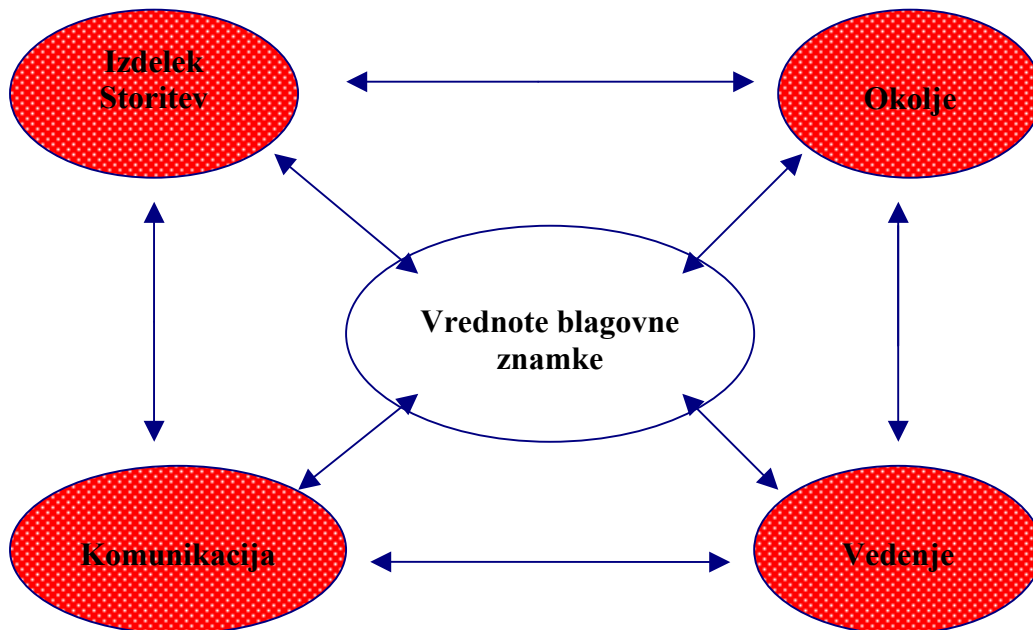 Izdelek
Storitev
Okolje
Vrednote blagovne
znamke
Komunikacija
Vedenje